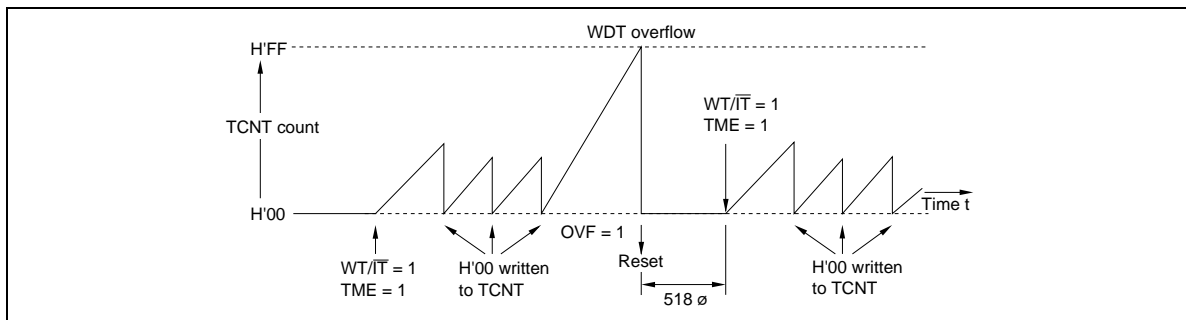 WDT overflow
H'FF
WT/IT = 1
TME = 1
TCNT count
Time t
H'00
OVF = 1
WT/IT = 1
TME = 1
H'00 written
to TCNT
Reset
H'00 written
to TCNT
518 ø